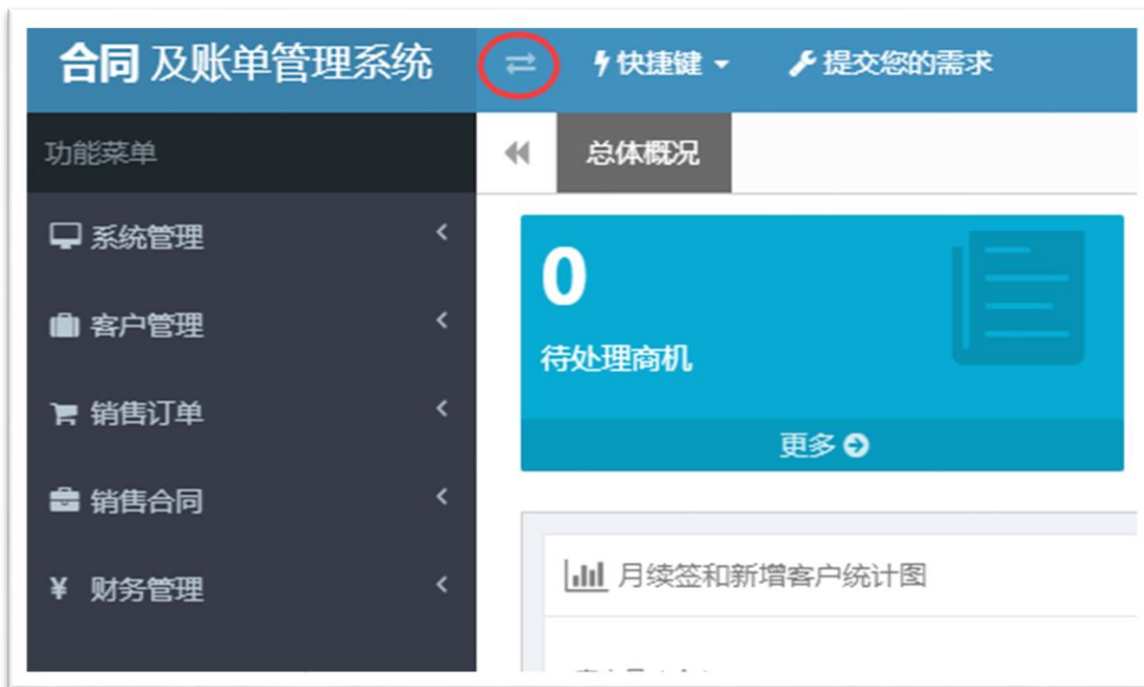 合同 及账单管理系统
快捷键
提交您的需求
功能菜单
总体概况
系统管理
客户管理
销售订单
销售合同
¥ 财务管理
0
待处理商机
更多
月续签和新增客户统计图